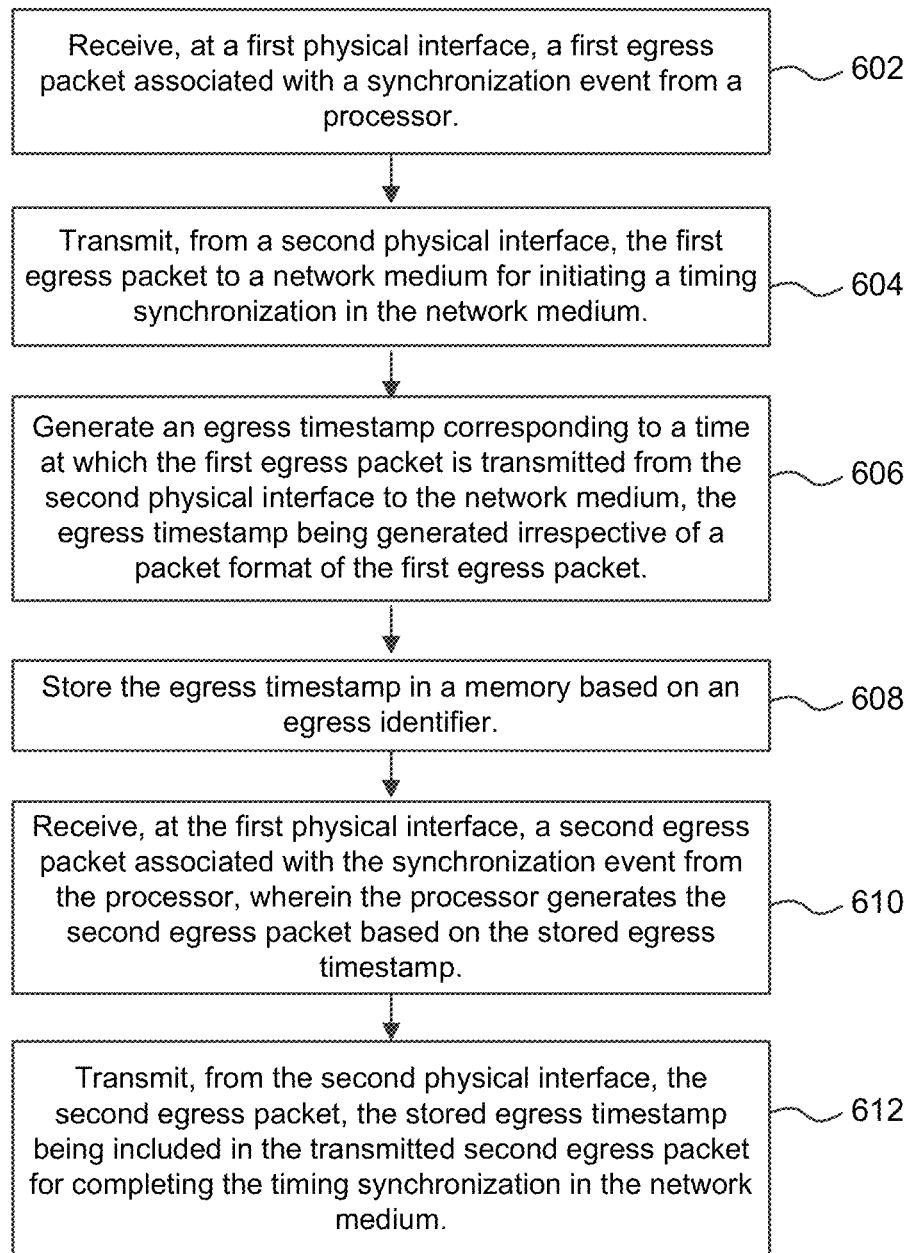 Receive, at a first physical interface, a first egress
packet associated with a synchronization event from a
processor.
602
Transmit, from a second physical interface, the first
egress packet to a network medium for initiating a timing
synchronization in the network medium.
604
Generate an egress timestamp corresponding to a time
at which the first egress packet is transmitted from the
second physical interface to the network medium, the
egress timestamp being generated irrespective of a
packet format of the first egress packet.
606
Store the egress timestamp in a memory based on an
egress identifier.
608
Receive, at the first physical interface, a second egress
packet associated with the synchronization event from
the processor, wherein the processor generates the
second egress packet based on the stored egress
timestamp.
610
Transmit, from the second physical interface, the
second egress packet, the stored egress timestamp
being included in the transmitted second egress packet
for completing the timing synchronization in the network
medium.
612